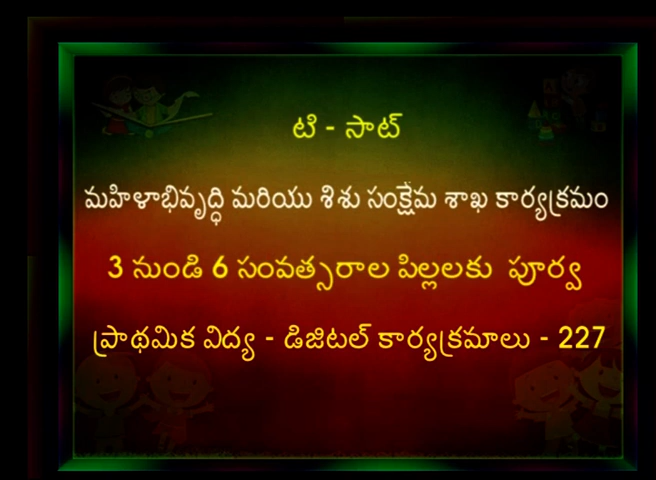 టి - సాట్
మహిళాభివృద్ధి మరియు శిశు సంక్షేమ శాఖ కార్యక్రమం
3 నుండి 6 సంవత్సరాల పిల్లలకు పూర్వ
ప్రాథమిక విద్య - డిజిటల్ కార్యక్రమాలు - 227